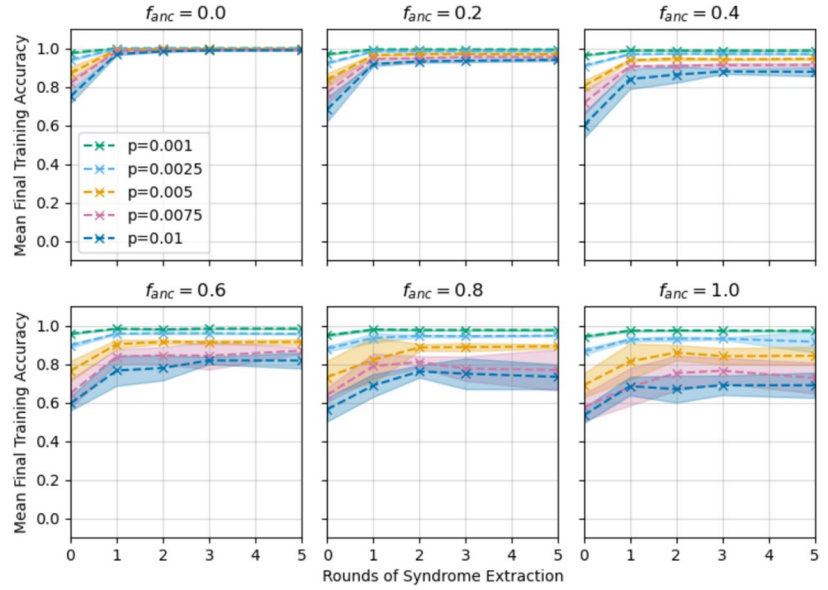 f_anc = 0.0 f_anc = 0.2 f_anc = 0.4
Mean Final Training Accuracy
1.0
0.8
0.6
0.4
0.2
0.0
p=0.001
p=0.0025
p=0.005
p=0.0075
p=0.01
f_anc = 0.6 f_anc = 0.8 f_anc = 1.0
Mean Final Training Accuracy
1.0
0.8
0.6
0.4
0.2
0.0
0 1 2 3 4 5 0 1 2 3 4 5 0 1 2 3 4 5
Rounds of Syndrome Extraction